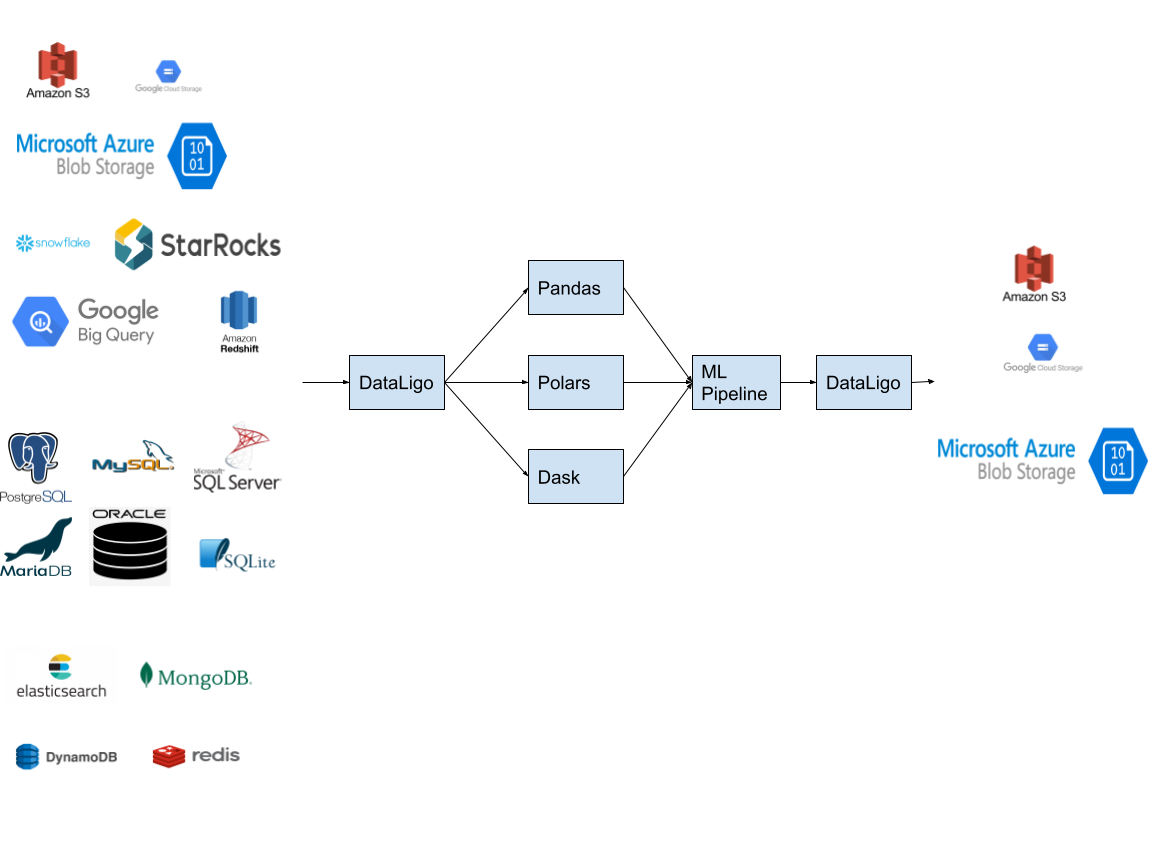 Amazon S3
Google Cloud Storage
Microsoft Azure
Blob Storage
10
01
snowflake
StarRocks
Google
Big Query
Amazon
Redshift
PostgreSQL
MySQL
Microsoft
SQL Server
MariaDB
ORACLE
SQLite
elasticsearch
MongoDB
DynamoDB
redis
DataLigo
Pandas
Polars
Dask
ML
Pipeline
DataLigo
Amazon S3
Google Cloud Storage
Microsoft Azure
Blob Storage
10
01